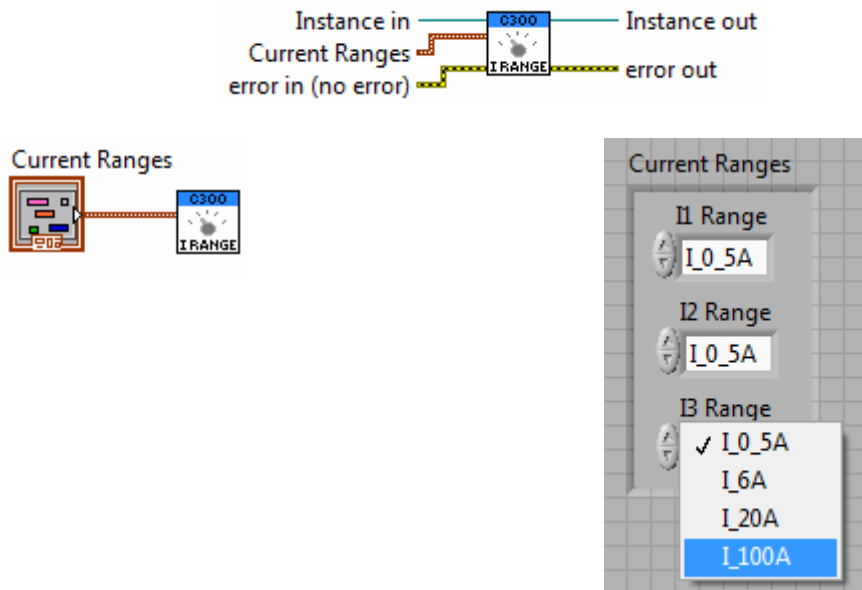 Instance in
C300
Instance out
Current Ranges
I RANGE
error in (no error)
error out
Current Ranges
C300
I RANGE
Current Ranges
I1 Range
I_0_5A
I2 Range
I_0_5A
I3 Range
✓ I_0_5A
I_6A
I_20A
I_100A